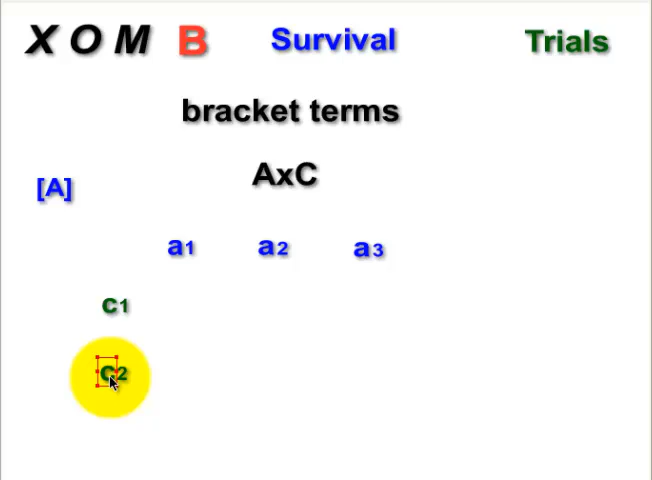 X O M B Survival Trials
bracket terms
AxC
[A]
a1 a2 a3
c1
c2